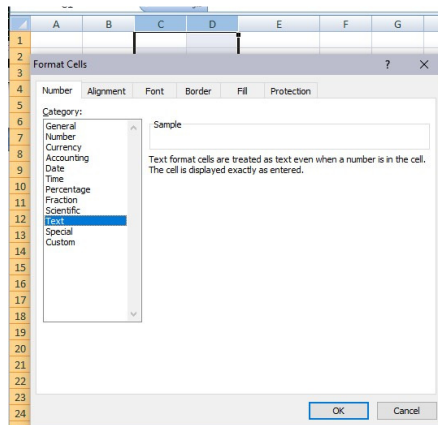 A B C D E F G
1
2
3
4
5
6
7
8
9
10
11
12
13
14
15
16
17
18
19
20
21
22
23
24
Format Cells ? X
Number Alignment Font Border Fill Protection
Category:
General
Number
Currency
Accounting
Date
Time
Percentage
Fraction
Scientific
Text
Special
Custom
Sample
Text format cells are treated as text even when a number is in the cell.
The cell is displayed exactly as entered.
OK Cancel